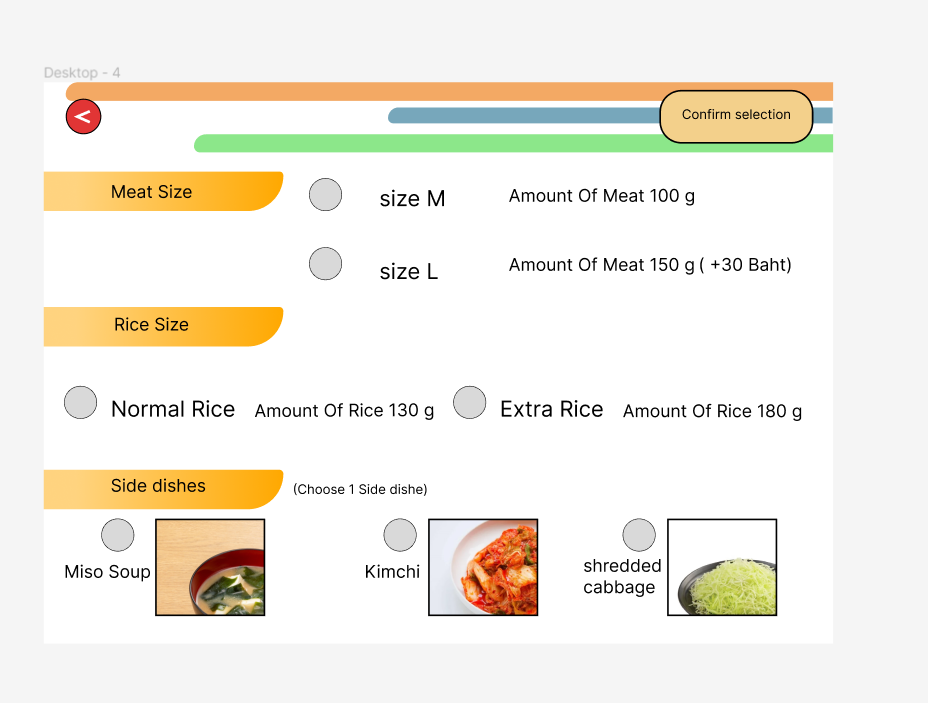 Desktop - 4
<
Confirm selection
Meat Size
size M
Amount Of Meat 100 g
size L
Amount Of Meat 150 g ( +30 Baht)
Rice Size
Normal Rice
Amount Of Rice 130 g
Extra Rice
Amount Of Rice 180 g
Side dishes
(Choose 1 Side dishe)
Miso Soup
Kimchi
shredded
cabbage